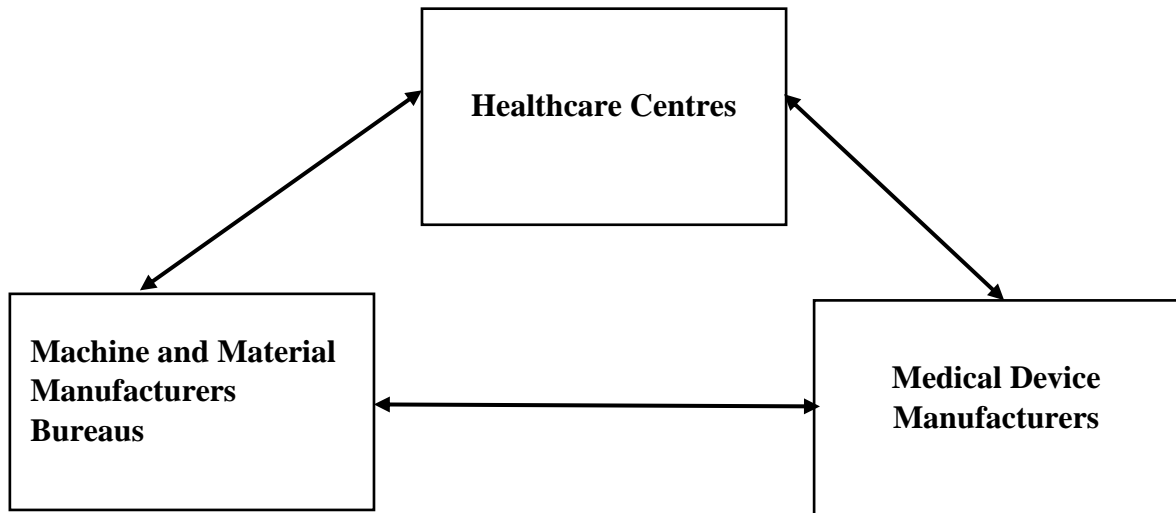 Healthcare Centres
Machine and Material
Manufacturers
Bureaus
Medical Device
Manufacturers